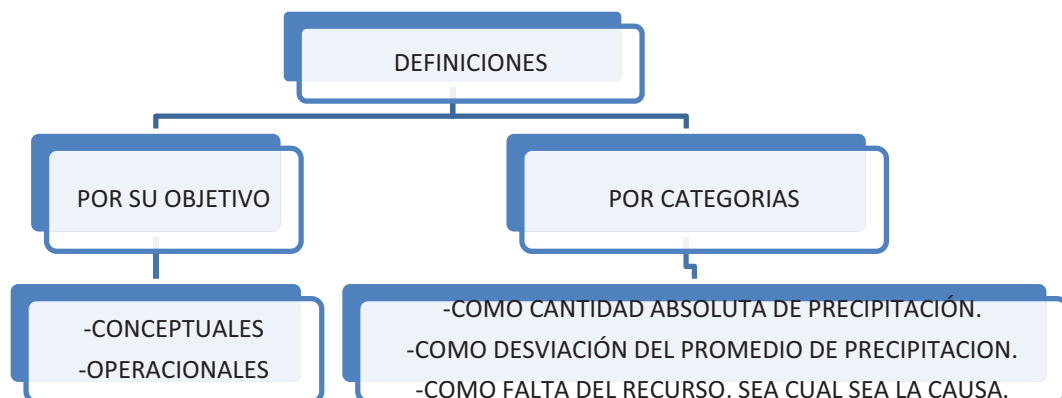 DEFINICIONES
POR SU OBJETIVO
POR CATEGORIAS
-CONCEPTUALES
-OPERACIONALES
-COMO CANTIDAD ABSOLUTA DE PRECIPITACIÓN.
-COMO DESVIACIÓN DEL PROMEDIO DE PRECIPITACION.
-COMO FALTA DEL RECURSO, SEA CUAL SEA LA CAUSA.